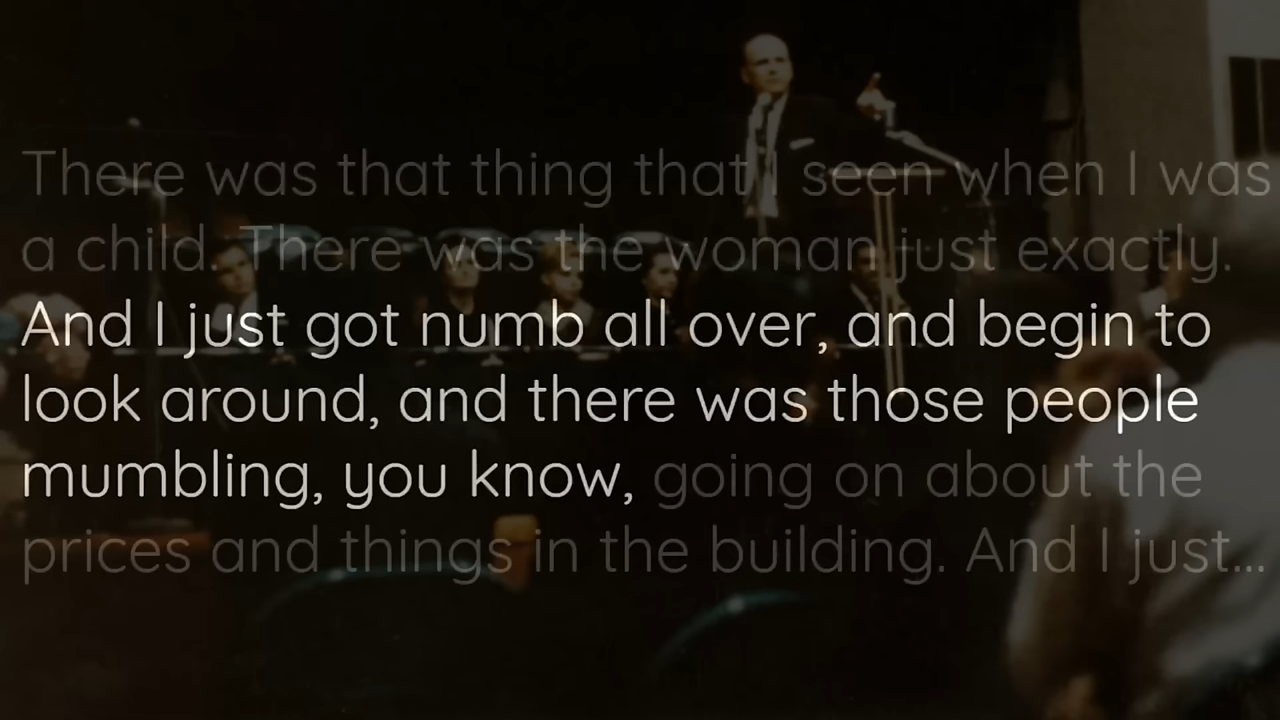 There was that thing that I seen when I was
a child. There was the woman just exactly.
And I just got numb all over, and begin to
look around, and there was those people
mumbling, you know, going on about the
prices and things in the building. And I just...